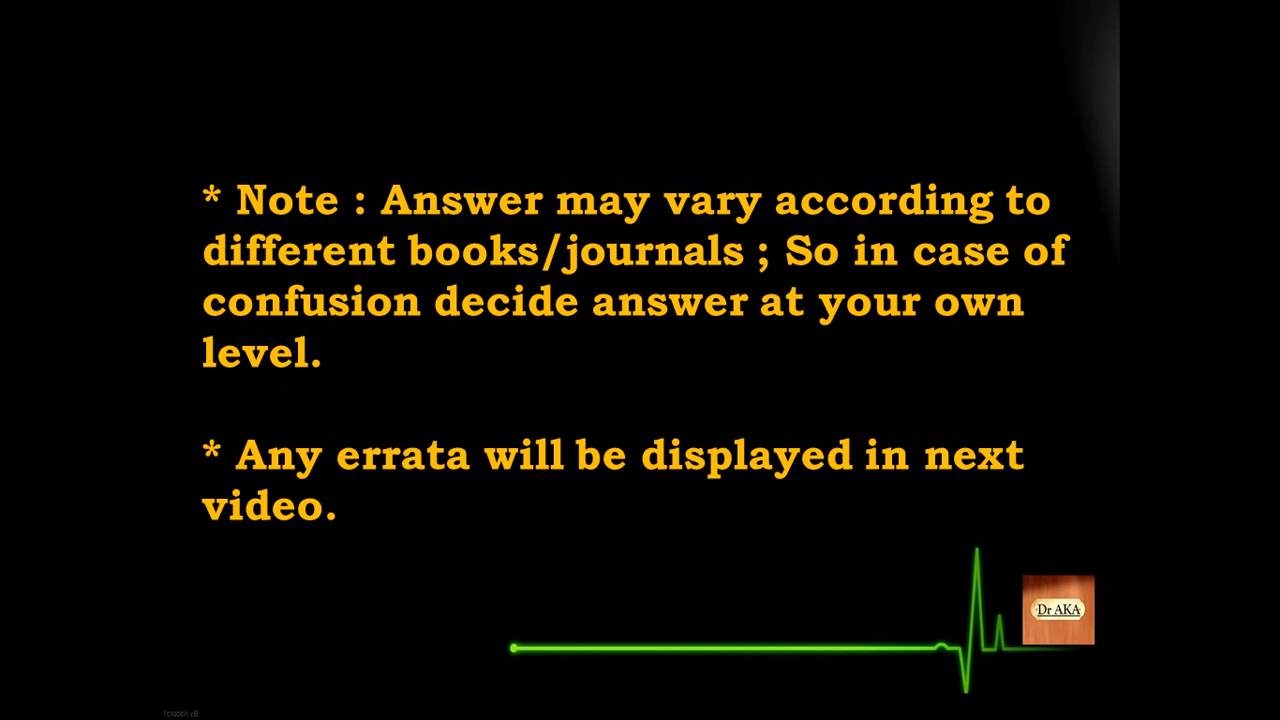 * Note : Answer may vary according to
different books/journals ; So in case of
confusion decide answer at your own
level.
* Any errata will be displayed in next
video.
Dr AKA